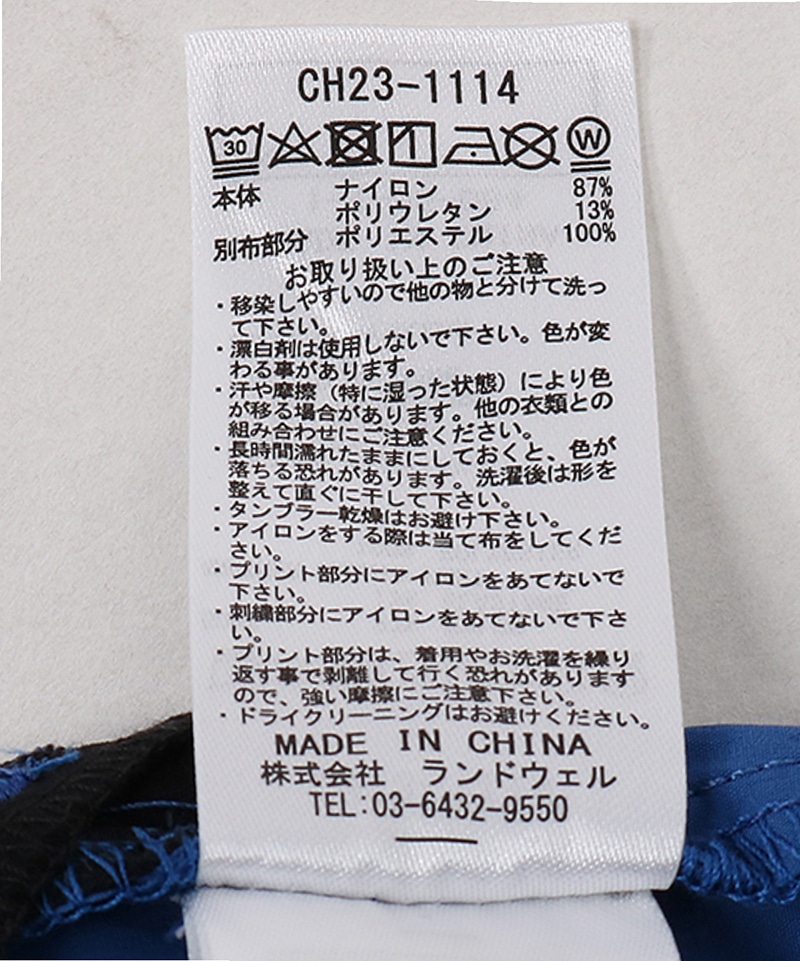 CH23-1114
30 W
本体 ナイロン 87%
ポリウレタン 13%
別布部分 ポリエステル 100%
お取り扱い上のご注意
・移染しやすいので他の物と分けて洗っ
て下さい。
・漂白剤は使用しないで下さい。色が変
わる事があります。
・汗や摩擦（特に湿った状態）により色
が移る場合があります。他の衣類との
組み合わせにご注意ください。
・長時間濡れたままにしておくと、色が
落ちる恐れがあります。洗濯後は形を
整えて直ぐに干して下さい。
・タンブラー乾燥はお避け下さい。
・アイロンをする際は当て布をしてくだ
さい。
・プリント部分にアイロンをあてないで
下さい。
・刺繍部分にアイロンをあてないで下さ
い。
・プリント部分は、着用やお洗濯を繰り
返す事で剥離して行く恐れがあります
ので、強い摩擦にご注意下さい。
・ドライクリーニングはお避けください。
MADE IN CHINA
株式会社 ランドウェル
TEL:03-6432-9550